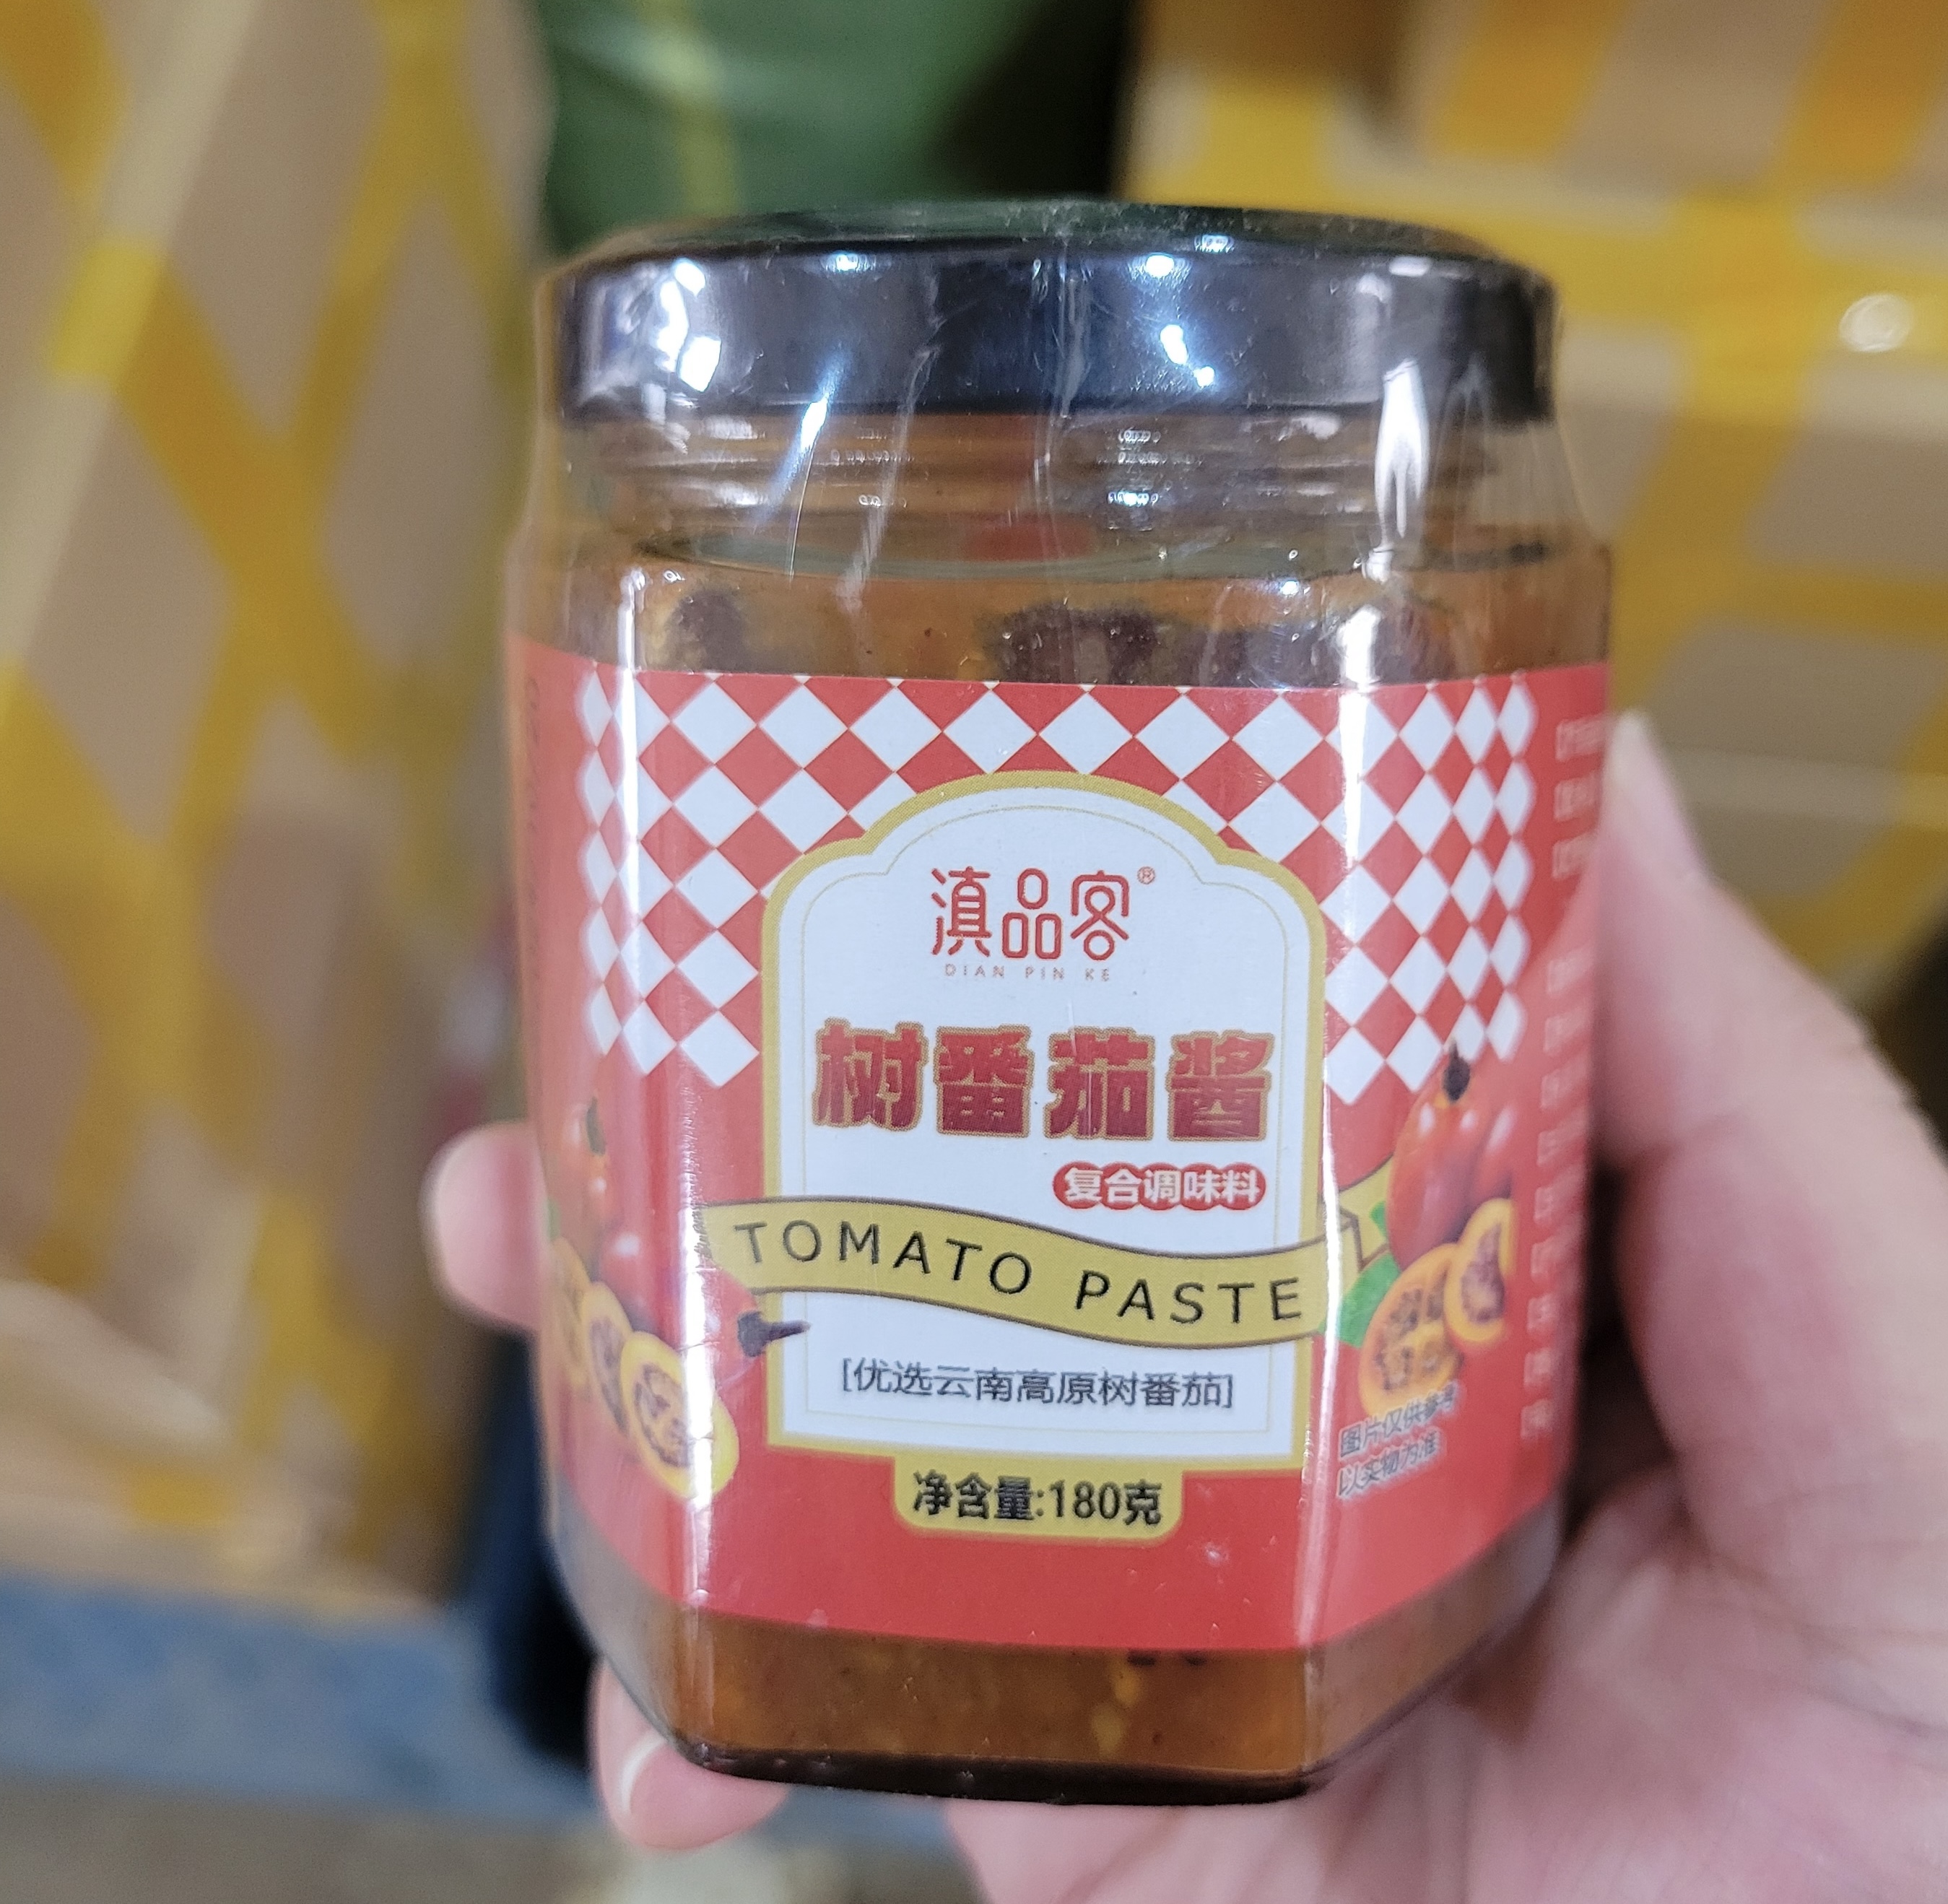 滇品客®
DIAN PIN KE
树番茄酱
复合调味料
TOMATO PASTE
[优选云南高原树番茄]
图片仅供参考
以实物为准
净含量:180克